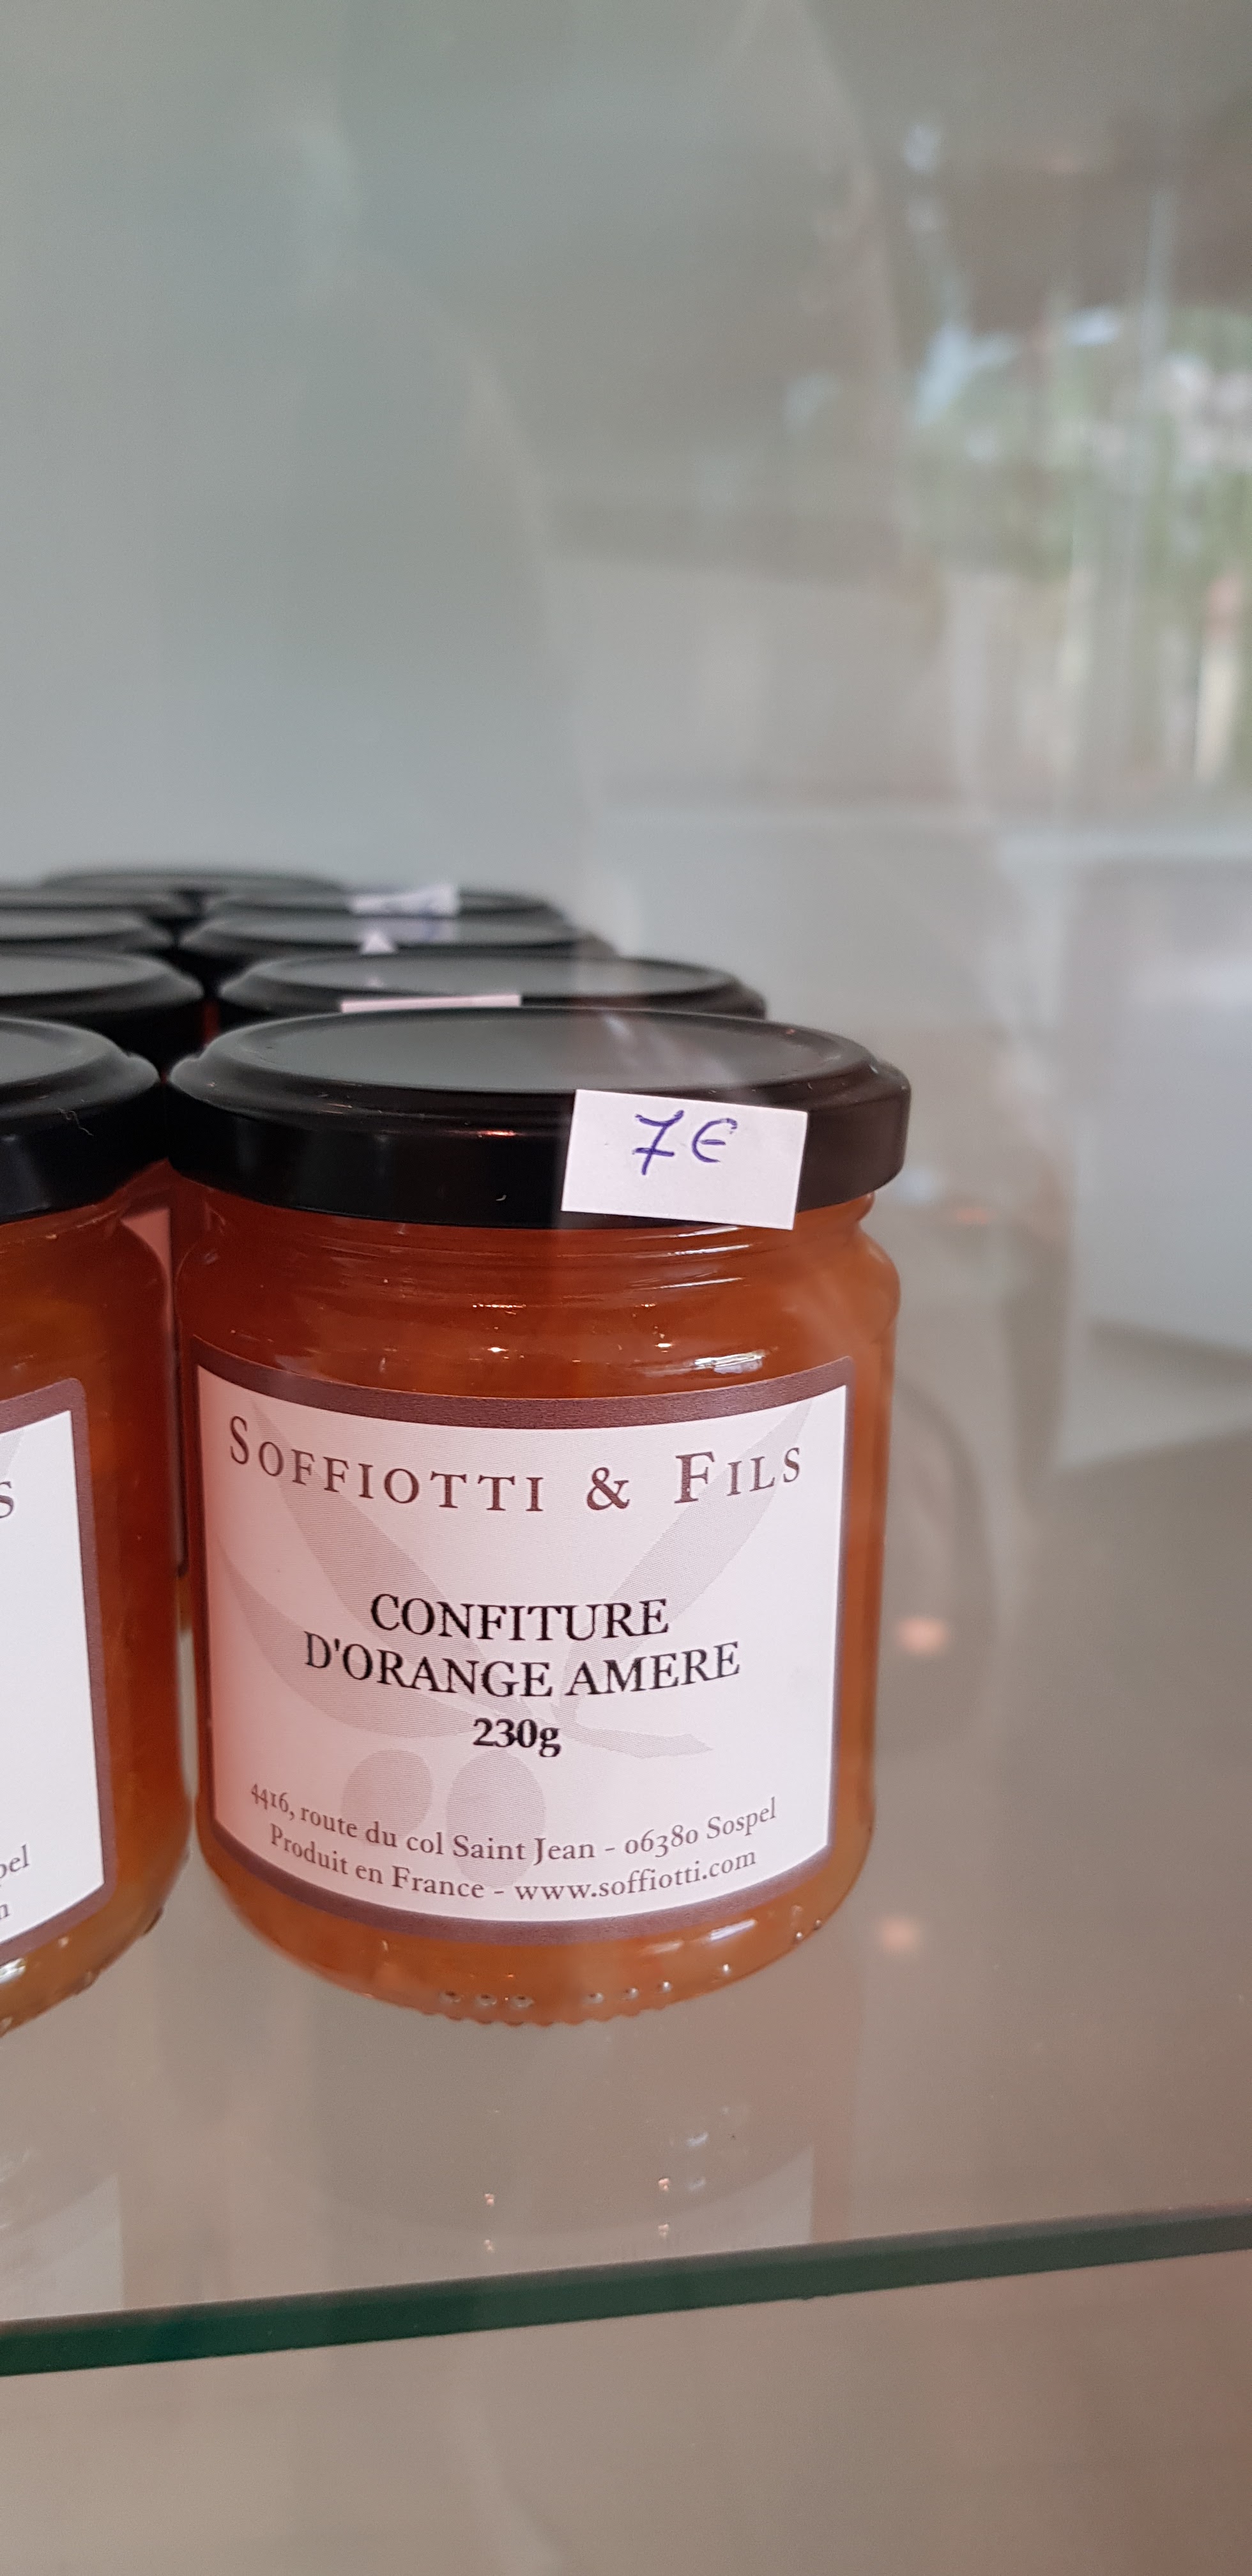 7€
SOFFIOTTI & FILS
CONFITURE
D'ORANGE AMERE
230g
4416, route du col Saint Jean - 06380 Sospel
Produit en France - www.soffiotti.com